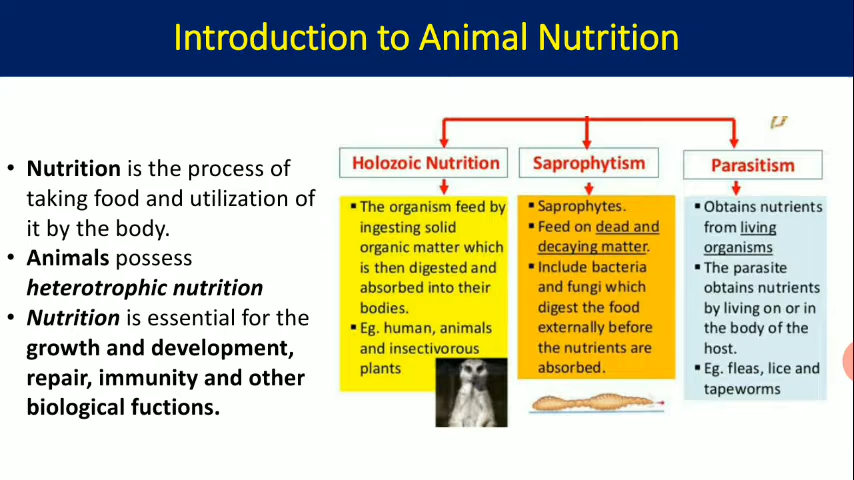 Introduction to Animal Nutrition
• Nutrition is the process of
taking food and utilization of
it by the body.
• Animals possess
heterotrophic nutrition
• Nutrition is essential for the
growth and development,
repair, immunity and other
biological fuctions.
Holozoic Nutrition
▪ The organism feed by
ingesting solid
organic matter which
is then digested and
absorbed into their
bodies.
▪ Eg. human, animals
and insectivorous
plants
Saprophytism
▪ Saprophytes.
▪ Feed on dead and
decaying matter.
▪ Include bacteria
and fungi which
digest the food
externally before
the nutrients are
absorbed.
Parasitism
▪ Obtains nutrients
from living
organisms
▪ The parasite
obtains nutrients
by living on or in
the body of the
host.
▪ Eg. fleas, lice and
tapeworms